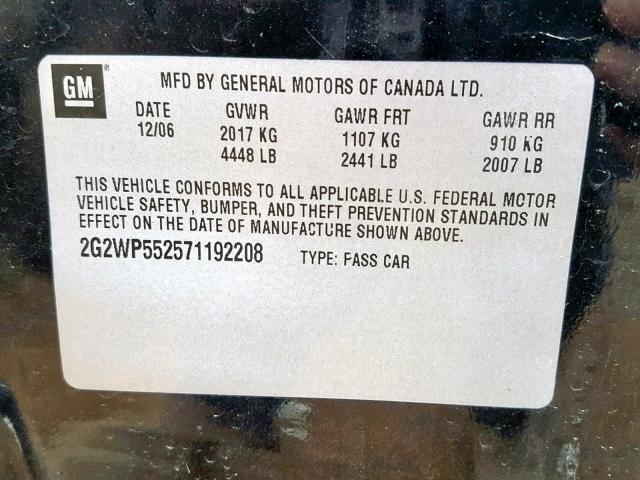 GM ®
MFD BY GENERAL MOTORS OF CANADA LTD.
DATE GVWR GAWR FRT GAWR RR
12/06 2017 KG 1107 KG 910 KG
4448 LB 2441 LB 2007 LB
THIS VEHICLE CONFORMS TO ALL APPLICABLE U.S. FEDERAL MOTOR
VEHICLE SAFETY, BUMPER, AND THEFT PREVENTION STANDARDS IN
EFFECT ON THE DATE OF MANUFACTURE SHOWN ABOVE.
2G2WP552571192208 TYPE: PASS CAR